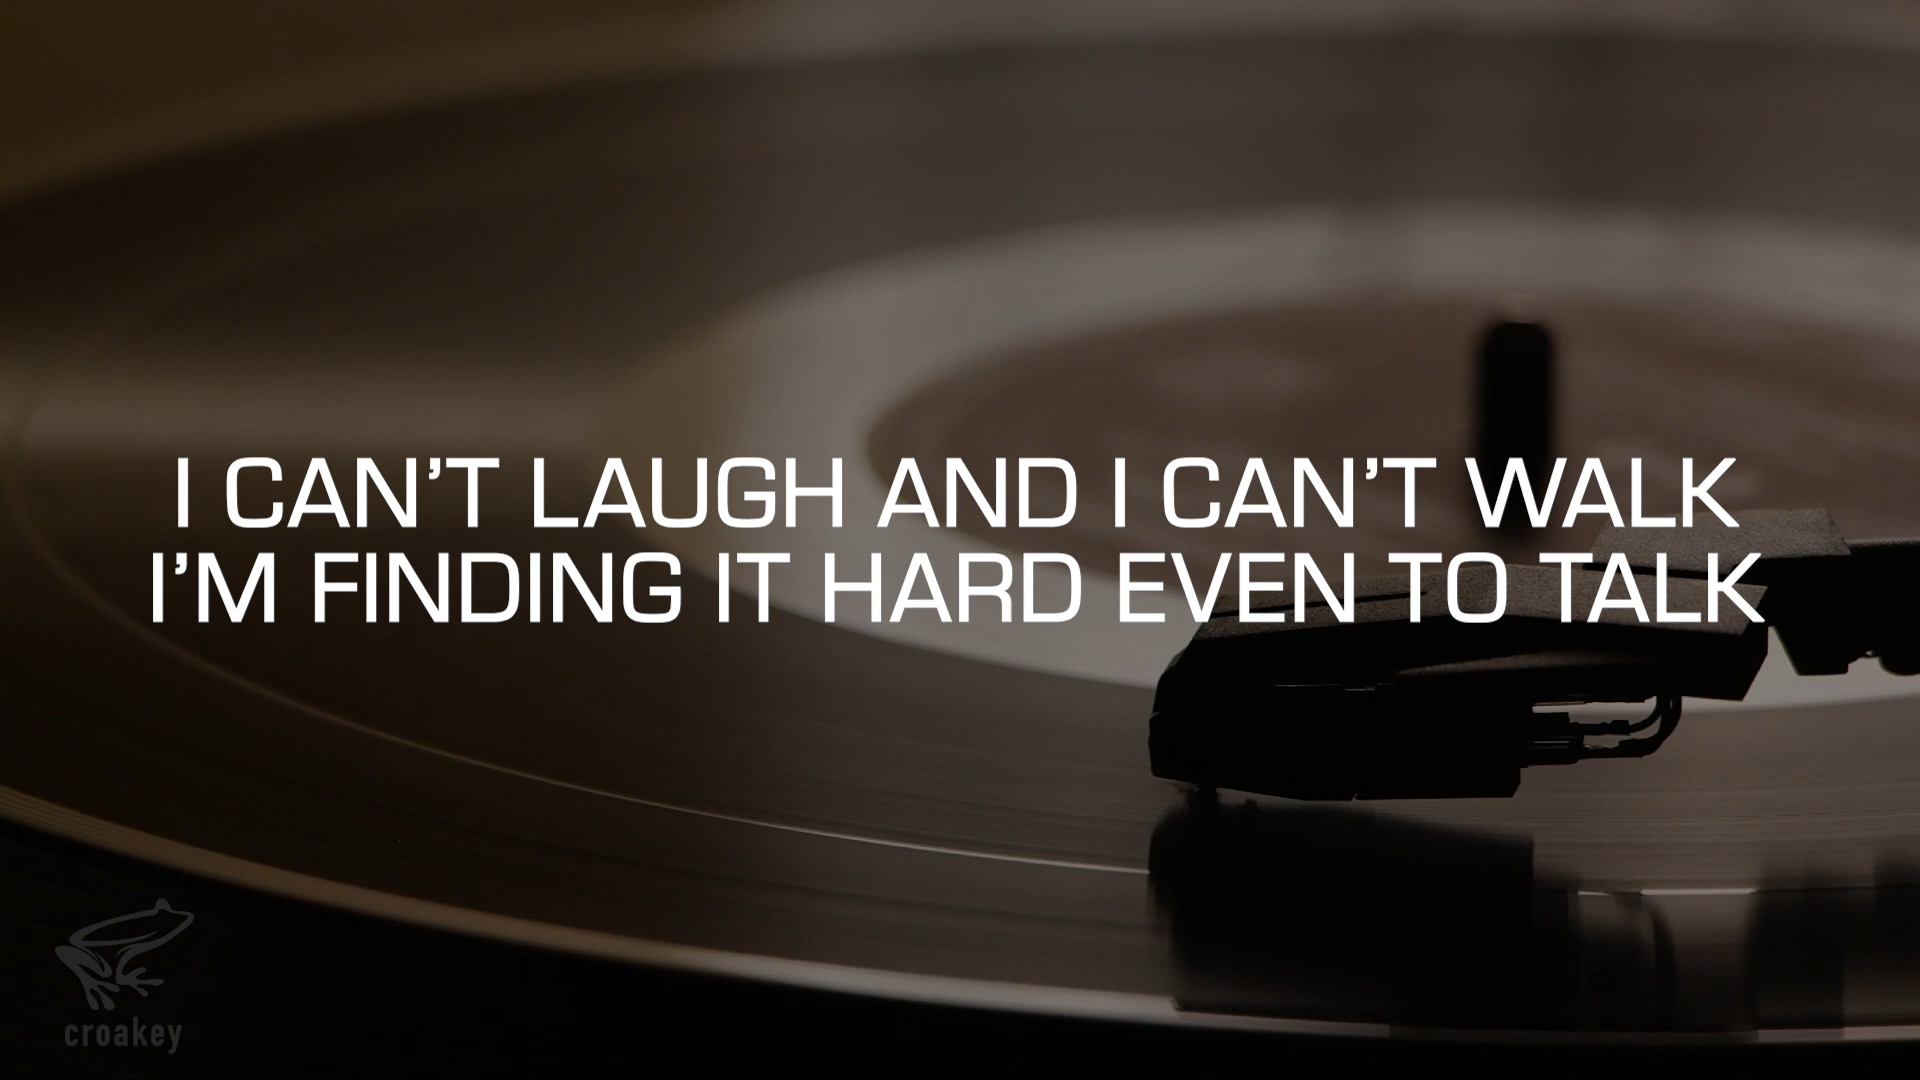 I CAN’T LAUGH AND I CAN’T WALK
I’M FINDING IT HARD EVEN TO TALK
croakey